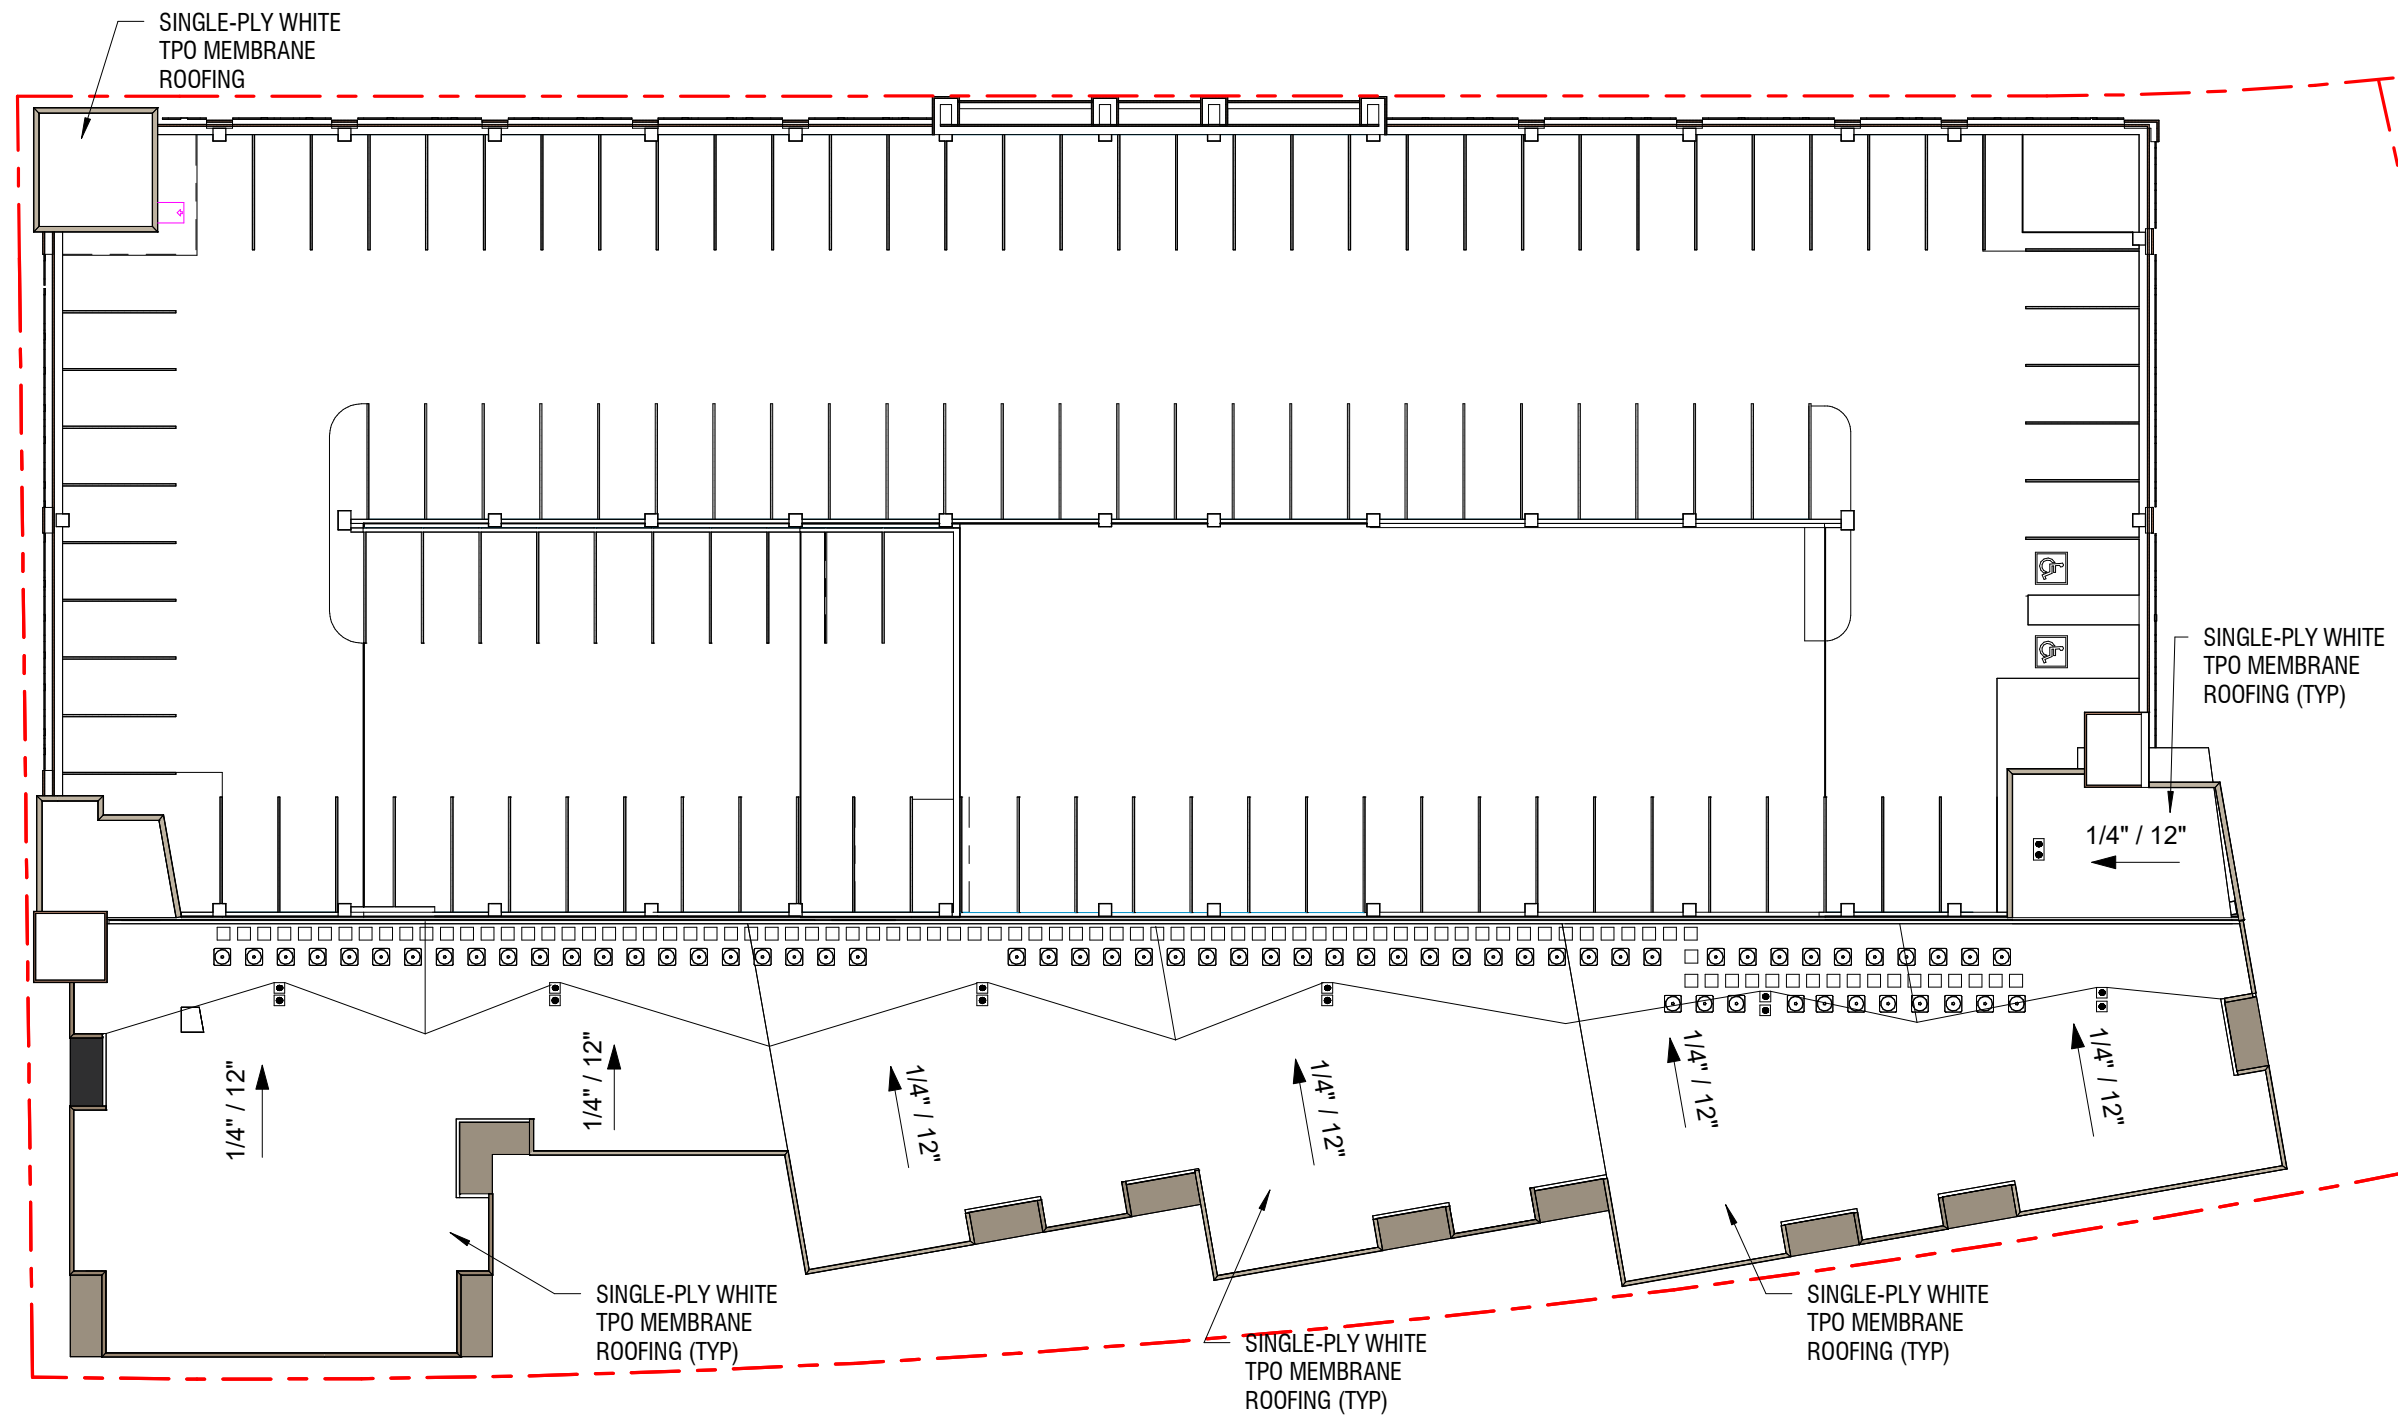 SINGLE-PLY WHITE
TPO MEMBRANE
ROOFING
SINGLE-PLY WHITE
TPO MEMBRANE
ROOFING (TYP)
1/4" / 12"
1/4" / 12"
1/4" / 12"
1/4" / 12"
1/4" / 12"
1/4" / 12"
1/4" / 12"
SINGLE-PLY WHITE
TPO MEMBRANE
ROOFING (TYP)
SINGLE-PLY WHITE
TPO MEMBRANE
ROOFING (TYP)
SINGLE-PLY WHITE
TPO MEMBRANE
ROOFING (TYP)